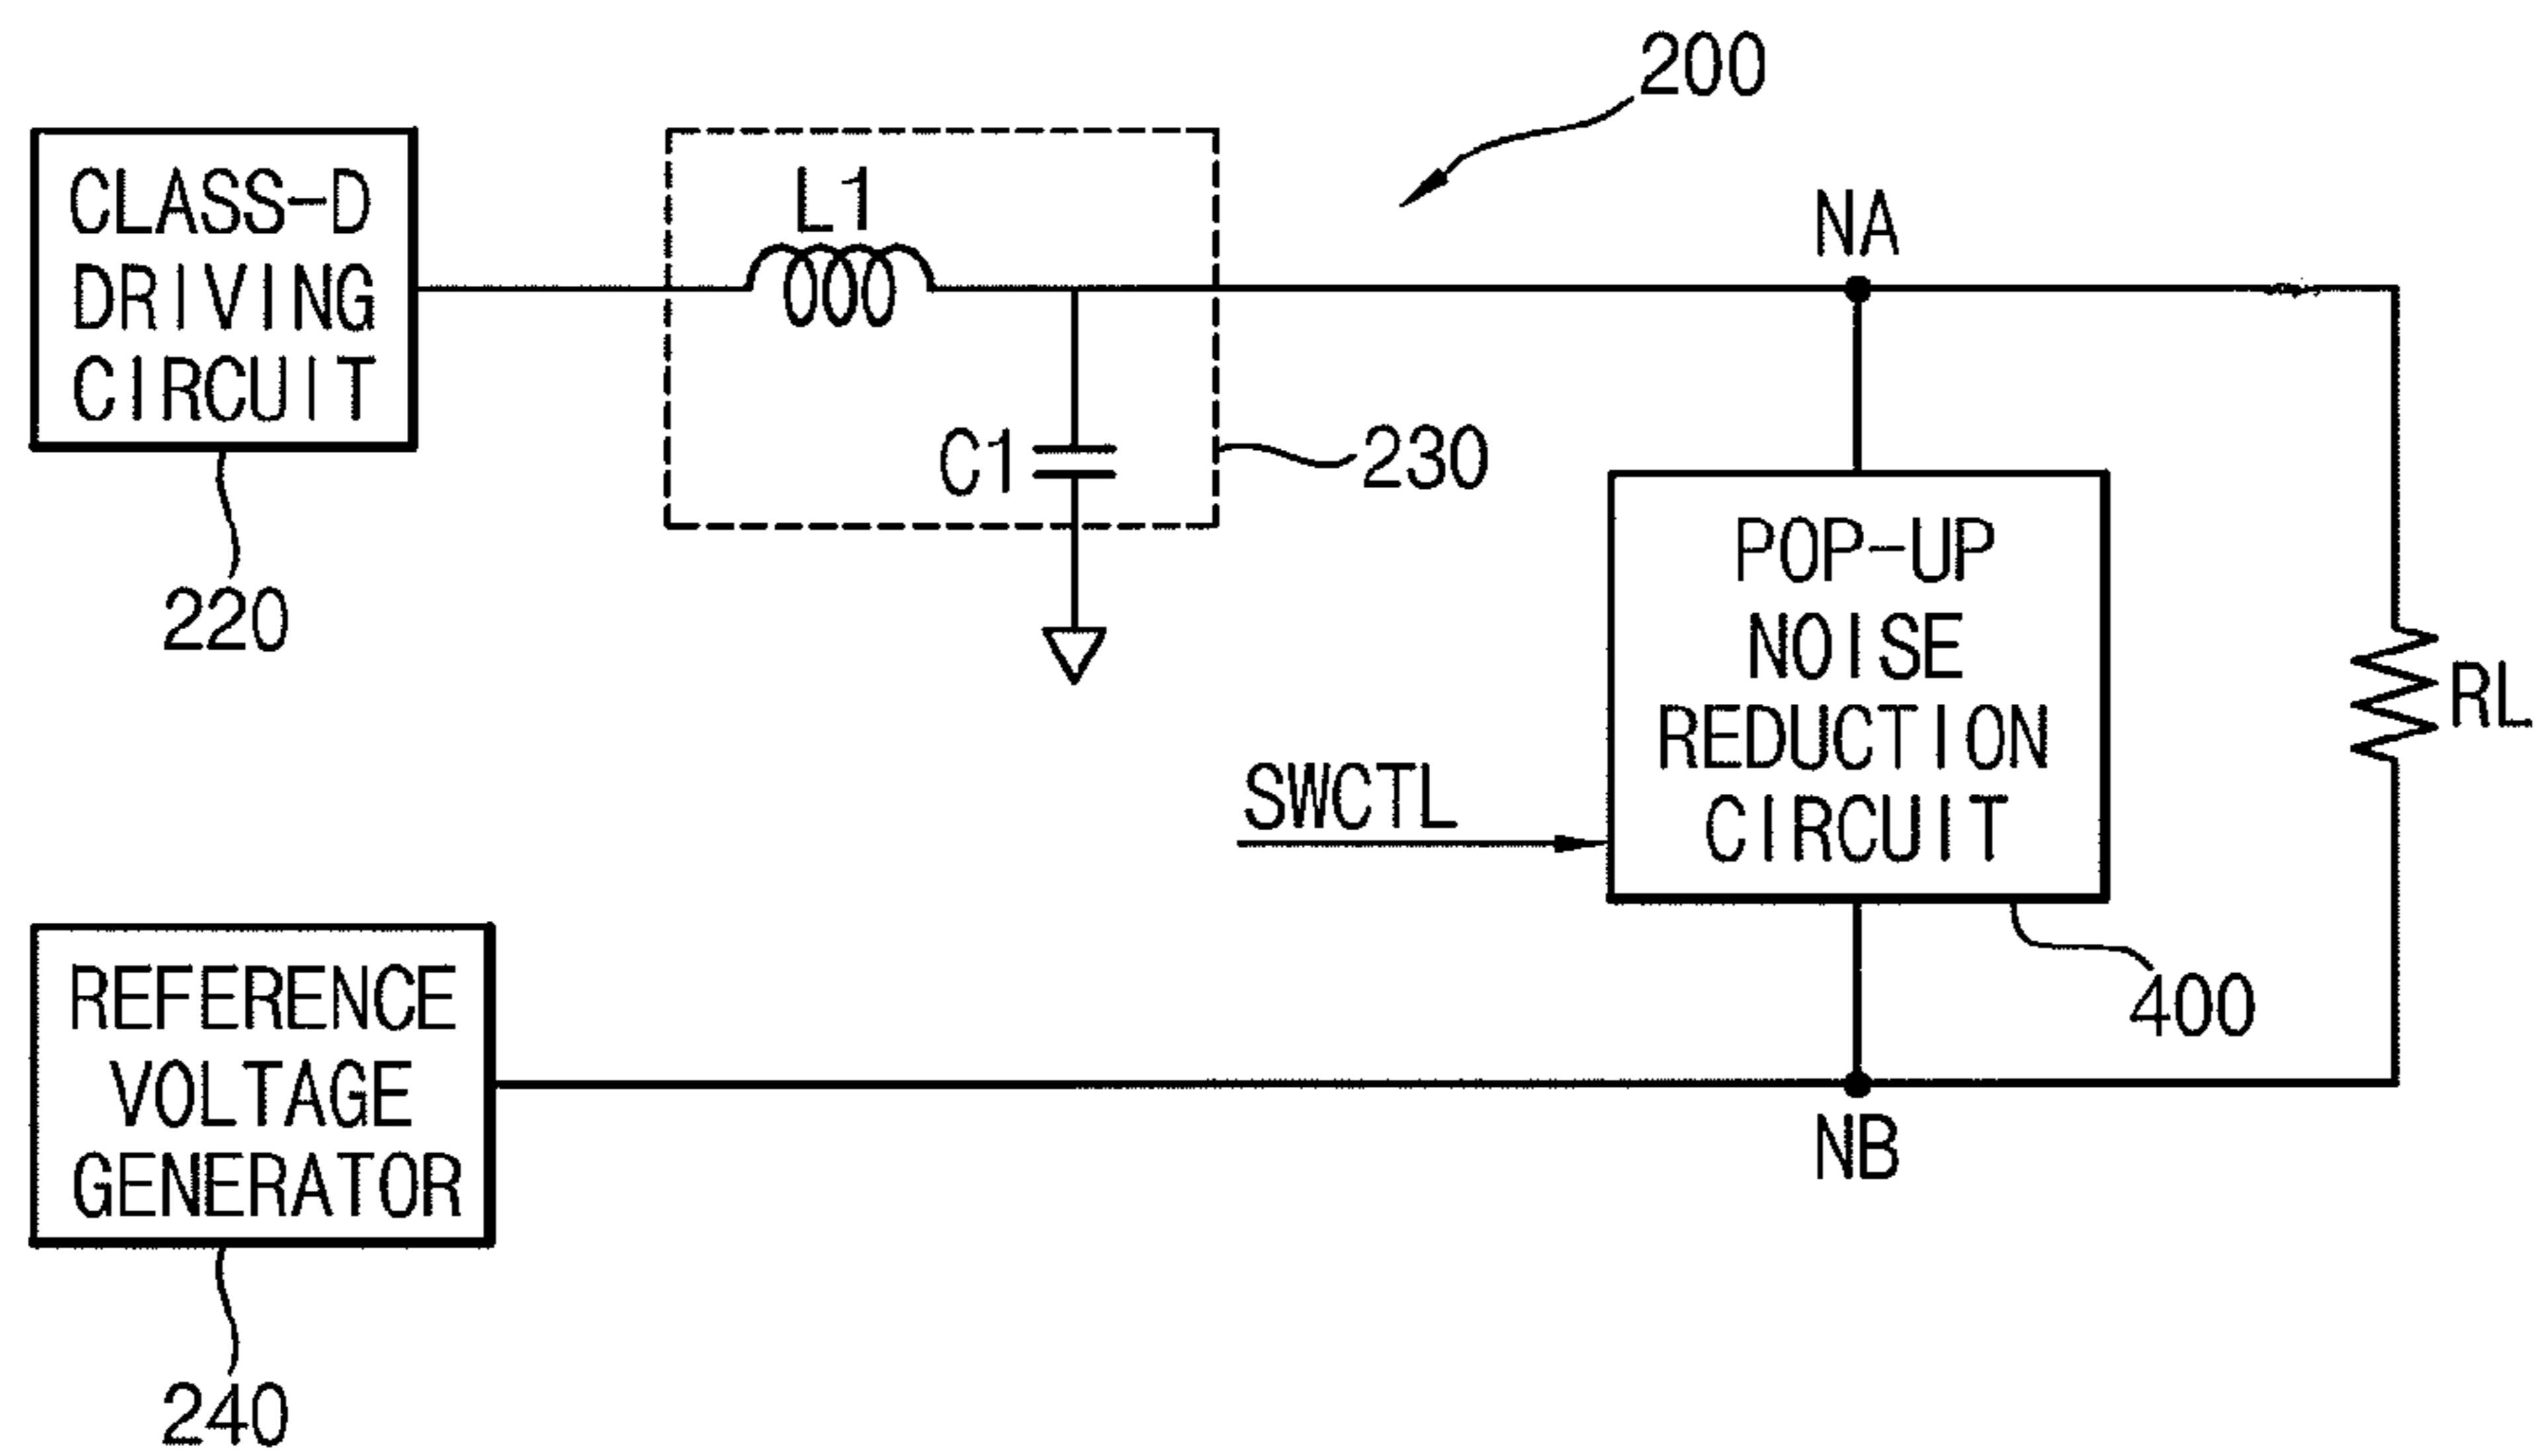 200
CLASS-D
DRIVING
CIRCUIT
220
L1
C1
230
NA
POP-UP
NOISE
REDUCTION
CIRCUIT
SWCTL
RL
400
REFERENCE
VOLTAGE
GENERATOR
240
NB